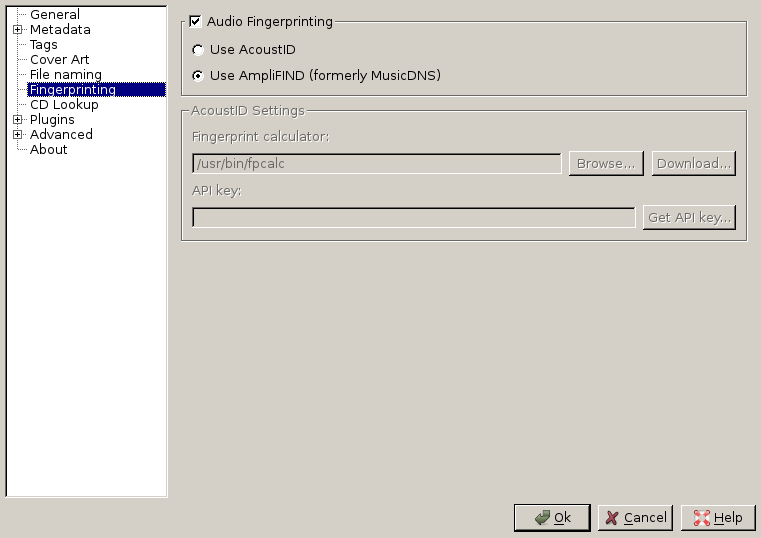 General
Metadata
Tags
Cover Art
File naming
Fingerprinting
CD Lookup
Plugins
Advanced
About
Audio Fingerprinting
Use AcoustID
Use AmpliFIND (formerly MusicDNS)
AcoustID Settings
Fingerprint calculator:
/usr/bin/fpcalc Browse... Download...
API key:
Get API key...
Ok Cancel Help